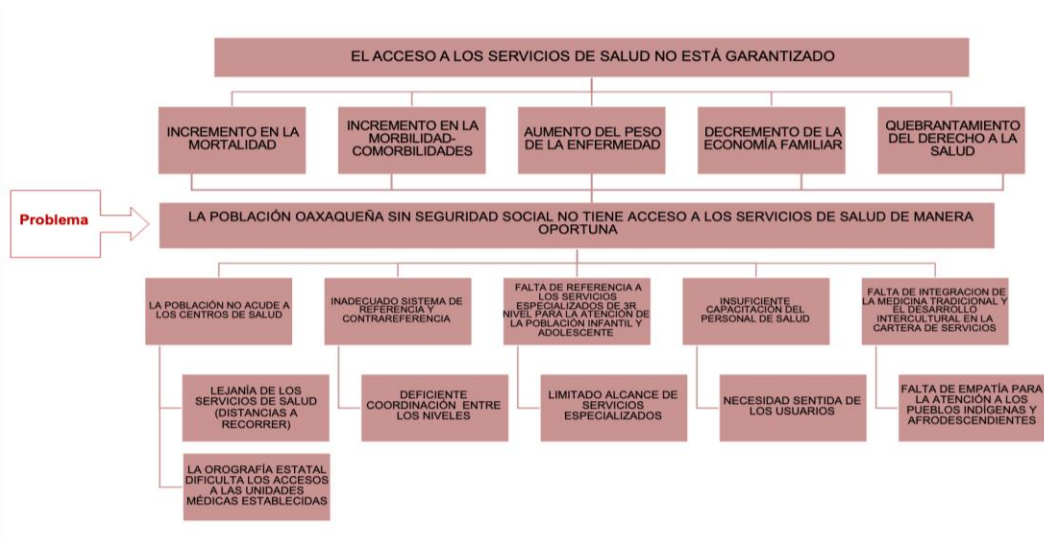 EL ACCESO A LOS SERVICIOS DE SALUD NO ESTÁ GARANTIZADO
INCREMENTO EN LA
MORTALIDAD
INCREMENTO EN LA
MORBILIDAD-
COMORBILIDADES
AUMENTO DEL PESO
DE LA ENFERMEDAD
DECREMENTO DE LA
ECONOMÍA FAMILIAR
QUEBRANTAMIENTO
DEL DERECHO A LA
SALUD
Problema
LA POBLACIÓN OAXAQUEÑA SIN SEGURIDAD SOCIAL NO TIENE ACCESO A LOS SERVICIOS DE SALUD DE MANERA
OPORTUNA
LA POBLACIÓN NO ACUDE A
LOS CENTROS DE SALUD
INADECUADO SISTEMA DE
REFERENCIA Y
CONTRAREFERENCIA
FALTA DE REFERENCIA A
LOS SERVICIOS
ESPECIALIZADOS DE 3R
NIVEL PARA LA ATENCION DE
LA POBLACIÓN INFANTIL Y
ADOLESCENTE
INSUFICIENTE
CAPACITACIÓN DEL
PERSONAL DE SALUD
FALTA DE INTEGRACION DE
LA MEDICINA TRADICIONAL Y
EL DESARROLLO
INTERCULTURAL EN LA
CARTERA DE SERVICIOS
LEJANÍA DE LOS
SERVICIOS DE SALUD
(DISTANCIAS A
RECORRER)
DEFICIENTE
COORDINACIÓN ENTRE
LOS NIVELES
LIMITADO ALCANCE DE
SERVICIOS
ESPECIALIZADOS
NECESIDAD SENTIDA DE
LOS USUARIOS
FALTA DE EMPATÍA PARA
LA ATENCIÓN A LOS
PUEBLOS INDÍGENAS Y
AFRODESCENDIENTES
LA OROGRAFÍA ESTATAL
DIFICULTA LOS ACCESOS
A LAS UNIDADES
MÉDICAS ESTABLECIDAS